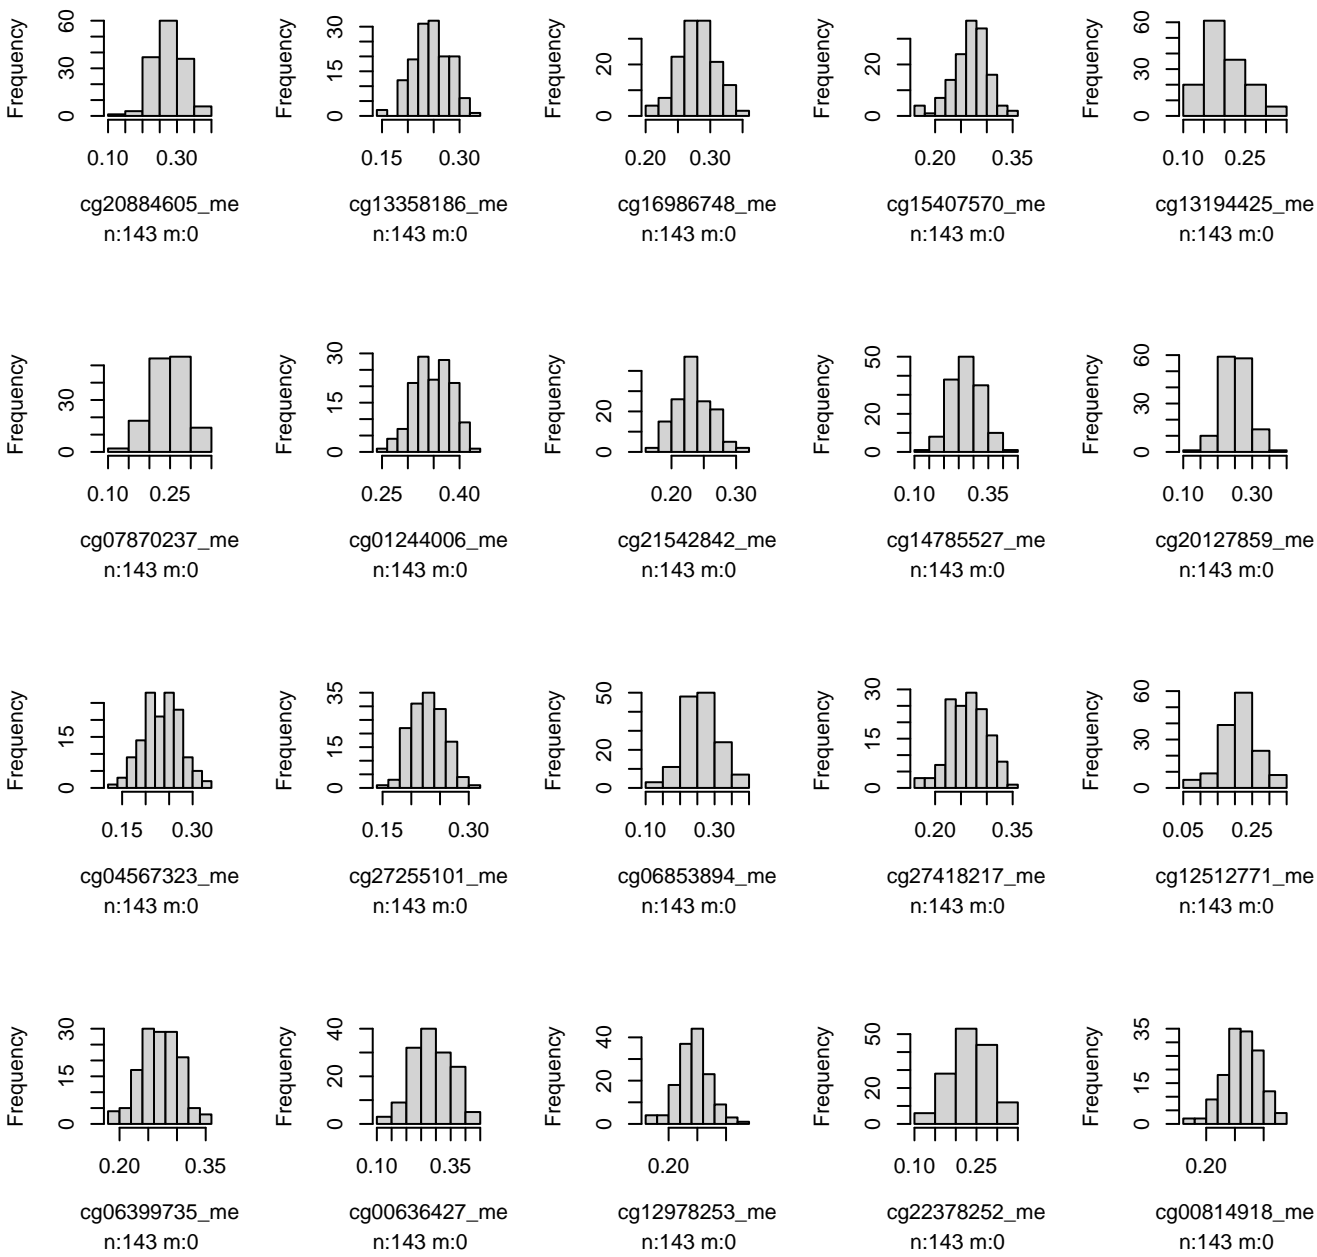 Frequency
0 30 60
0.10 0.30
cg20884605_me
n:143 m:0
Frequency
0 15 30
0.15 0.30
cg13358186_me
n:143 m:0
Frequency
0 20
0.20 0.30
cg16986748_me
n:143 m:0
Frequency
0 20
0.20 0.35
cg15407570_me
n:143 m:0
Frequency
0 30 60
0.10 0.25
cg13194425_me
n:143 m:0
Frequency
0 30
0.10 0.25
cg07870237_me
n:143 m:0
Frequency
0 15 30
0.25 0.40
cg01244006_me
n:143 m:0
Frequency
0 20
0.20 0.30
cg21542842_me
n:143 m:0
Frequency
0 20 50
0.10 0.35
cg14785527_me
n:143 m:0
Frequency
0 30 60
0.10 0.30
cg20127859_me
n:143 m:0
Frequency
0 15
0.15 0.30
cg04567323_me
n:143 m:0
Frequency
0 15 35
0.15 0.30
cg27255101_me
n:143 m:0
Frequency
0 20 50
0.10 0.30
cg06853894_me
n:143 m:0
Frequency
0 15 30
0.20 0.35
cg27418217_me
n:143 m:0
Frequency
0 30 60
0.05 0.25
cg12512771_me
n:143 m:0
Frequency
0 15 30
0.20 0.35
cg06399735_me
n:143 m:0
Frequency
0 20 40
0.10 0.35
cg00636427_me
n:143 m:0
Frequency
0 20 40
0.20
cg12978253_me
n:143 m:0
Frequency
0 20 50
0.10 0.25
cg22378252_me
n:143 m:0
Frequency
0 15 35
0.20
cg00814918_me
n:143 m:0